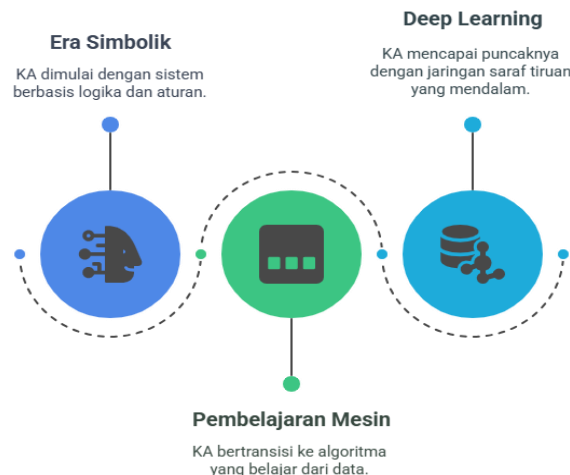 Era Simbolik
KA dimulai dengan sistem
berbasis logika dan aturan.
Pembelajaran Mesin
KA bertransisi ke algoritma
yang belajar dari data.
Deep Learning
KA mencapai puncaknya
dengan jaringan saraf tiruan
yang mendalam.